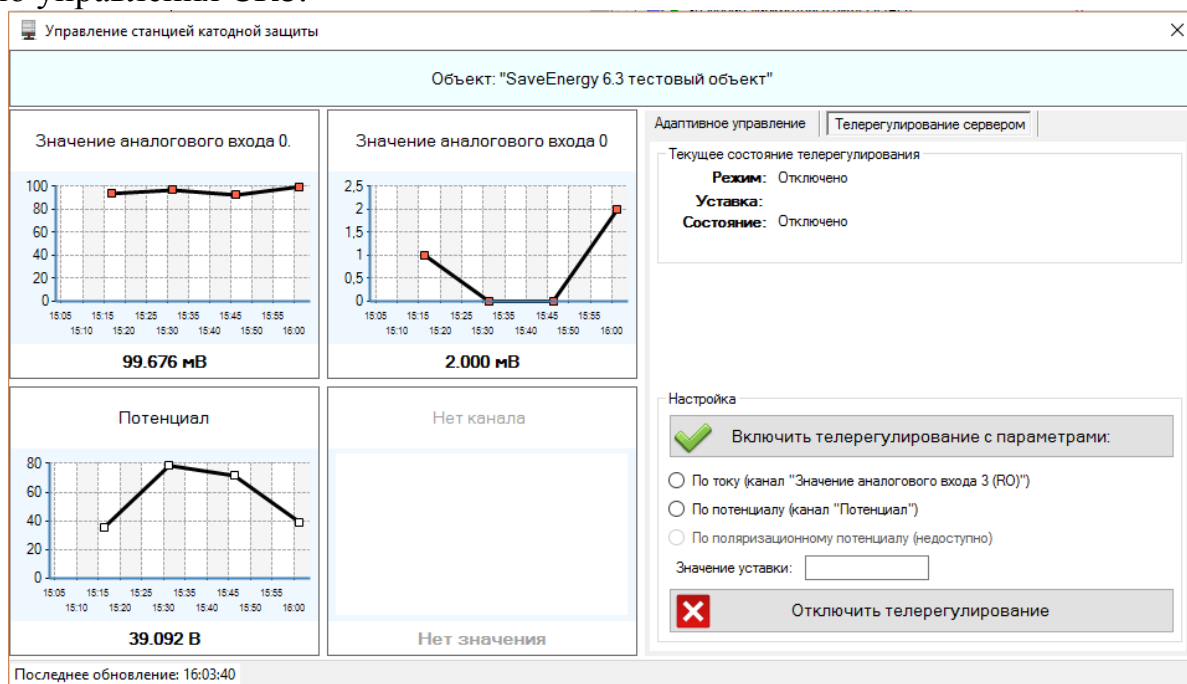 управления
Управление станцией катодной защиты
Объект: "SaveEnergy 6.3 тестовый объект"
Значение аналогового входа 0.
100
80
60
40
20
0
15:05 15:15 15:25 15:35 15:45 15:55
15:10 15:20 15:30 15:40 15:50 16:00
99.676 мВ
Значение аналогового входа 0
2,5
2
1,5
1
0,5
0
15:05 15:15 15:25 15:35 15:45 15:55
15:10 15:20 15:30 15:40 15:50 16:00
2.000 мВ
Потенциал
80
60
40
20
0
15:05 15:15 15:25 15:35 15:45 15:55
15:10 15:20 15:30 15:40 15:50 16:00
39.092 В
Нет канала
Нет значения
Адаптивное управление Телерегулирование сервером
Текущее состояние телерегулирования
Режим: Отключено
Уставка:
Состояние: Отключено
Настройка
Включить телерегулирование с параметрами:
По току (канал "Значение аналогового входа 3 (RO)")
По потенциалу (канал "Потенциал")
По поляризационному потенциалу (недоступно)
Значение уставки:
Отключить телерегулирование
Последнее обновление: 16:03:40